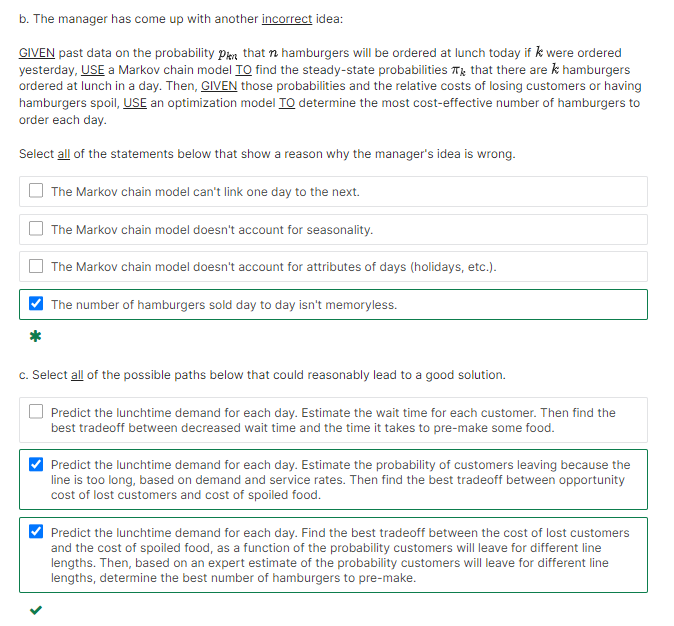 b. The manager has come up with another incorrect idea:
GIVEN past data on the probability pkn that n hamburgers will be ordered at lunch today if k were ordered
yesterday, USE a Markov chain model TO find the steady-state probabilities πk that there are k hamburgers
ordered at lunch in a day. Then, GIVEN those probabilities and the relative costs of losing customers or having
hamburgers spoil, USE an optimization model TO determine the most cost-effective number of hamburgers to
order each day.
Select all of the statements below that show a reason why the manager's idea is wrong.
The Markov chain model can't link one day to the next.
The Markov chain model doesn't account for seasonality.
The Markov chain model doesn't account for attributes of days (holidays, etc.).
The number of hamburgers sold day to day isn't memoryless.
c. Select all of the possible paths below that could reasonably lead to a good solution.
Predict the lunchtime demand for each day. Estimate the wait time for each customer. Then find the
best tradeoff between decreased wait time and the time it takes to pre-make some food.
Predict the lunchtime demand for each day. Estimate the probability of customers leaving because the
line is too long, based on demand and service rates. Then find the best tradeoff between opportunity
cost of lost customers and cost of spoiled food.
Predict the lunchtime demand for each day. Find the best tradeoff between the cost of lost customers
and the cost of spoiled food, as a function of the probability customers will leave for different line
lengths. Then, based on an expert estimate of the probability customers will leave for different line
lengths, determine the best number of hamburgers to pre-make.